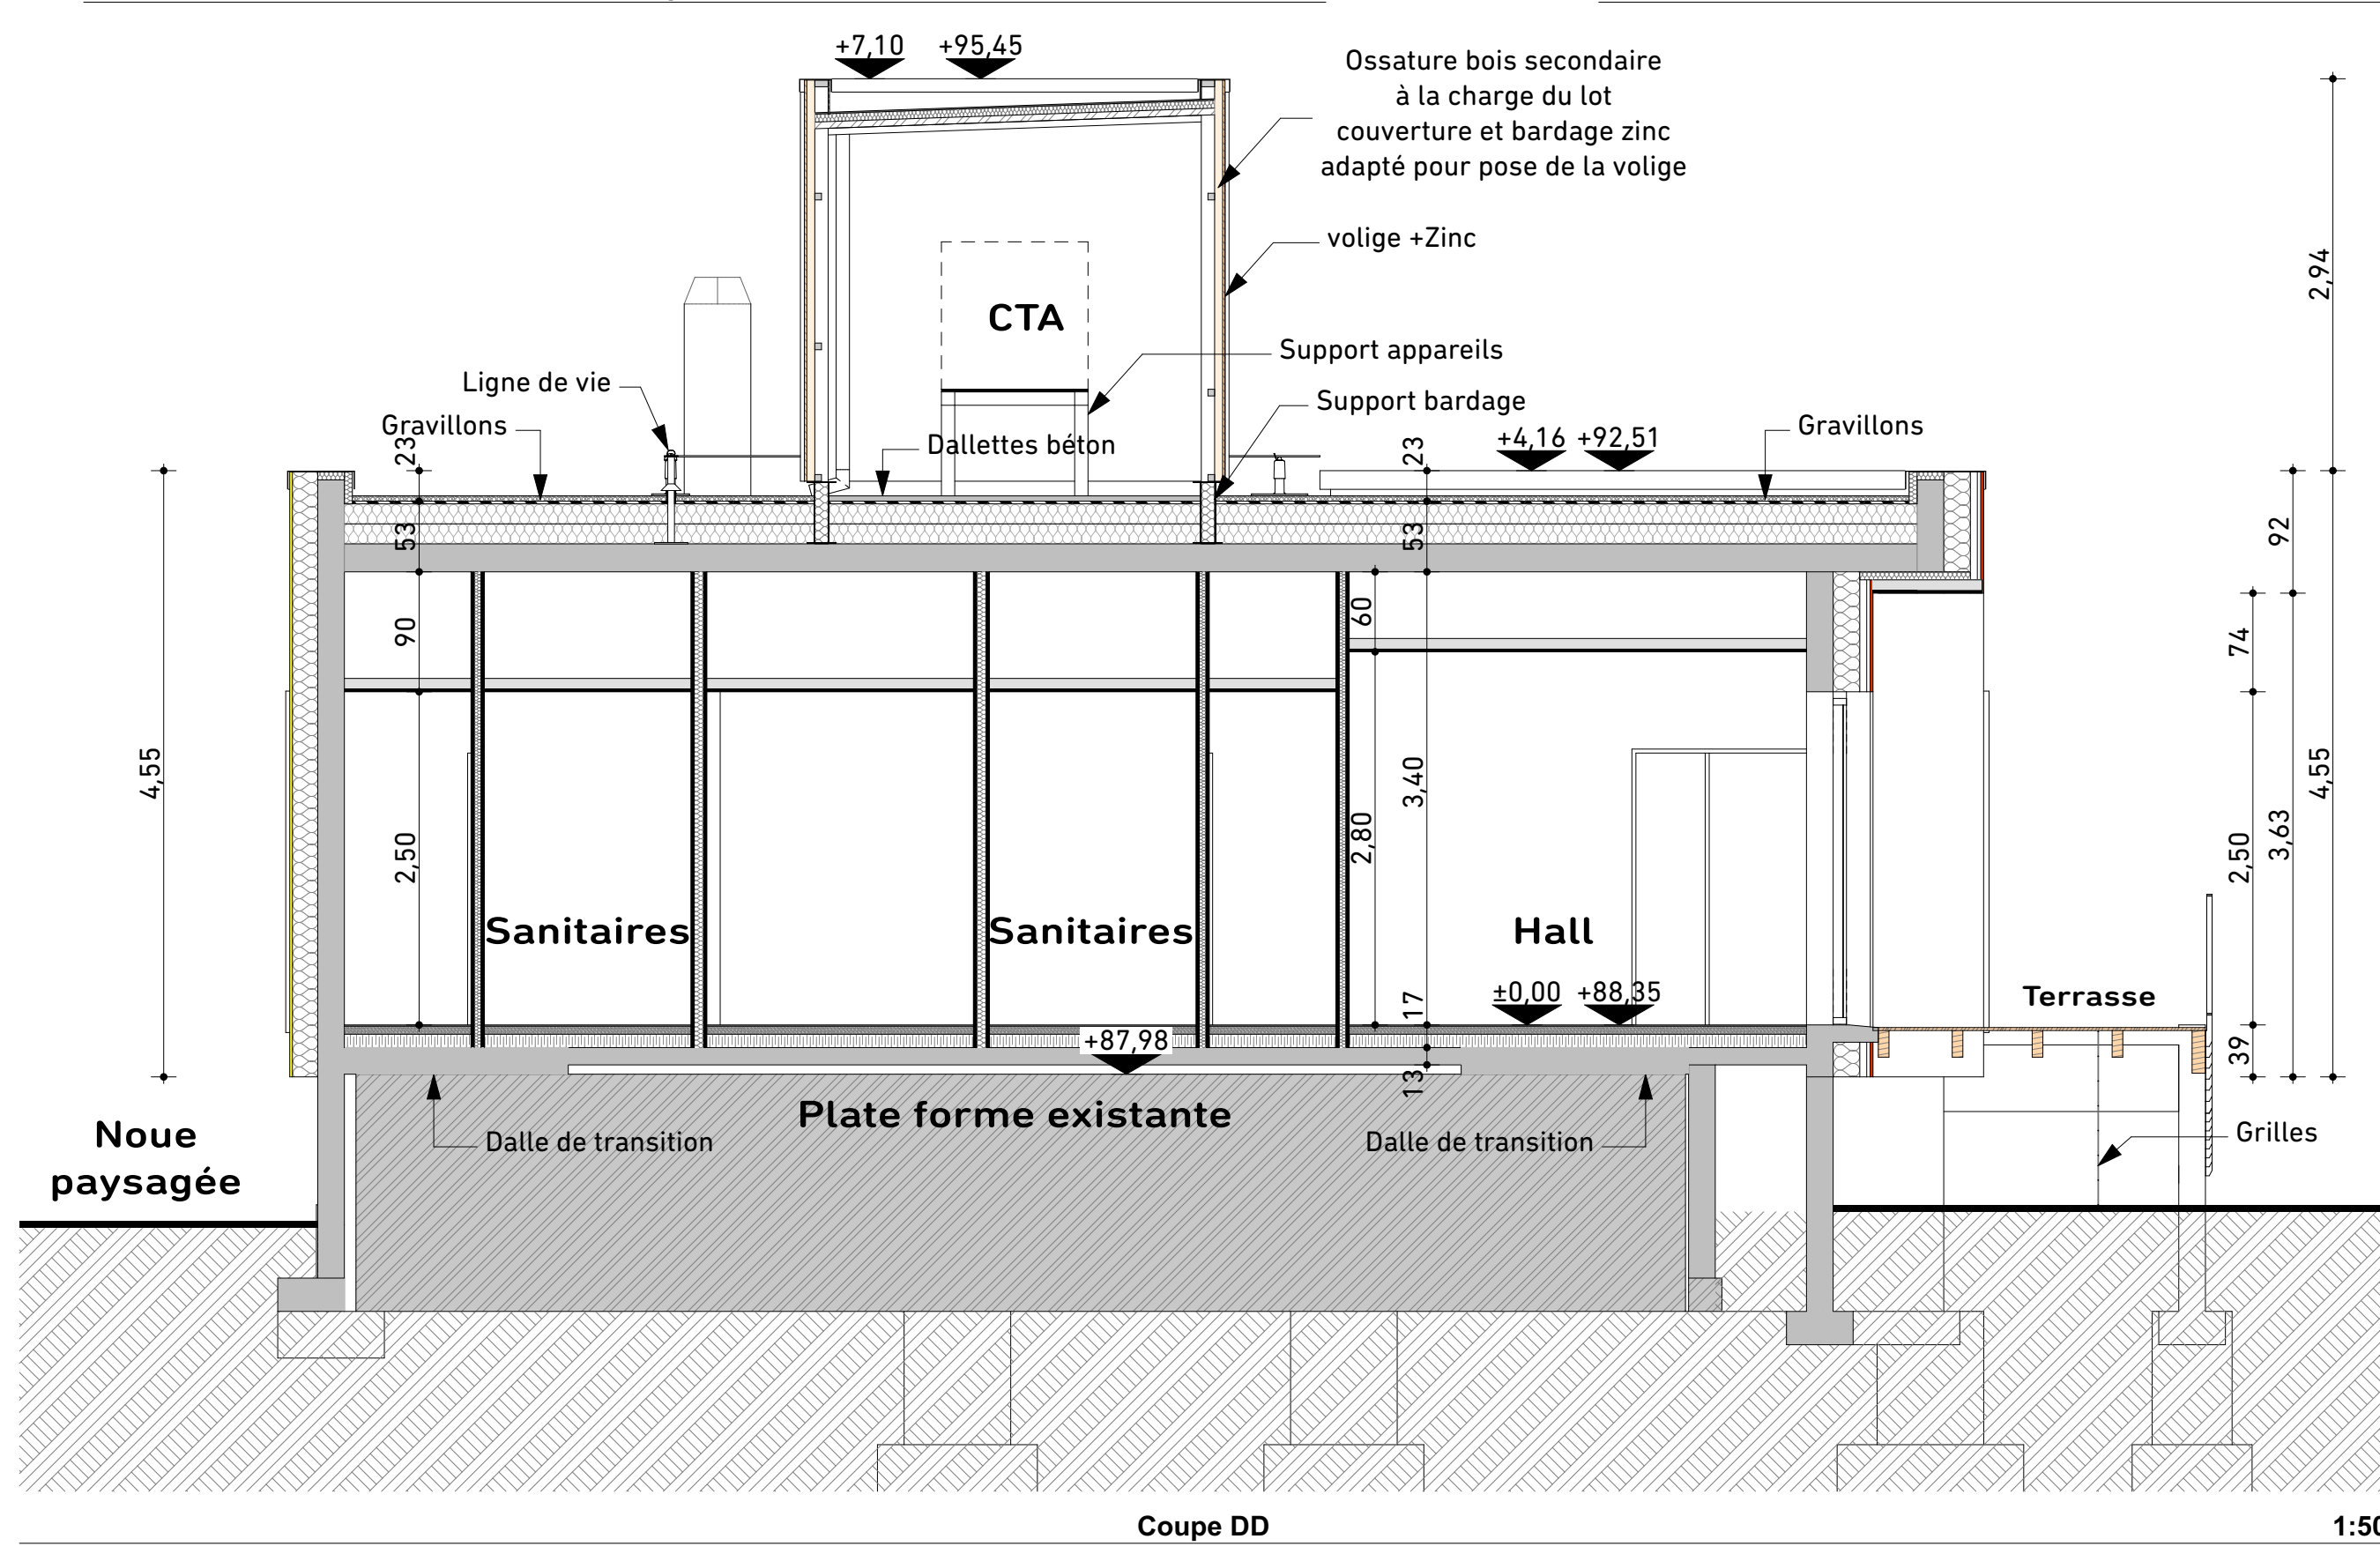 +7,10 +95,45
Ossature bois secondaire
à la charge du lot
couverture et bardage zinc
adapté pour pose de la volige
volige +Zinc
2,94
CTA
Support appareils
Ligne de vie
Support bardage
Gravillons
23
Dallettes béton
23
+4,16 +92,51
Gravillons
53
53
92
90
60
74
4,55
2,50
3,40
2,80
2,50
3,63
4,55
Sanitaires
Sanitaires
Hall
17
±0,00 +88,35
Terrasse
+87,98
39
13
Plate forme existante
Noue
paysagée
Dalle de transition
Dalle de transition
Grilles
Coupe DD
1:50